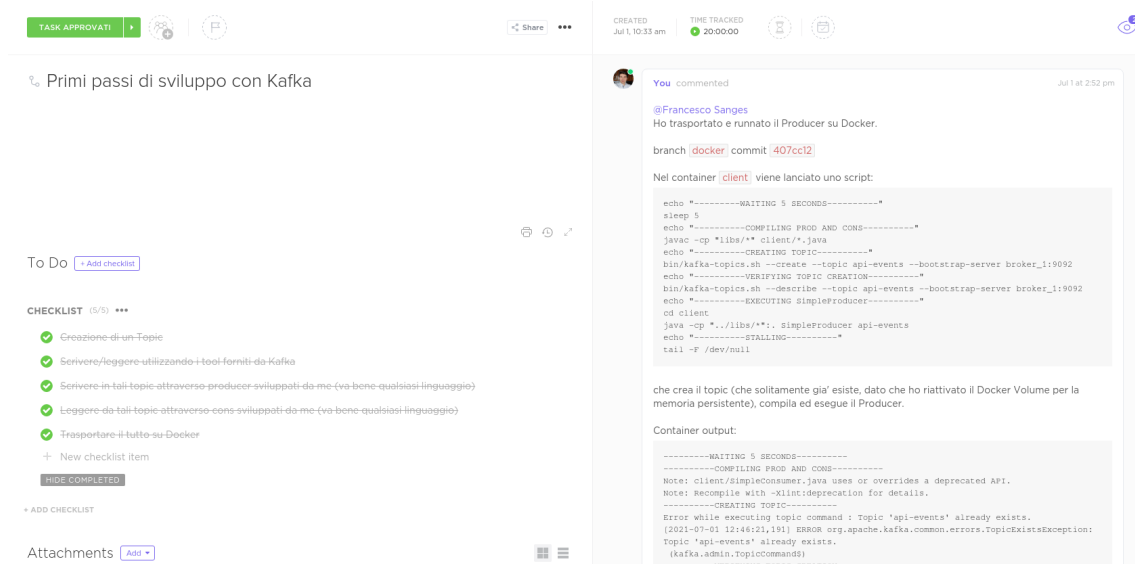 TASK APPROVATI
Share
Primi passi di sviluppo con Kafka
To Do
+ Add checklist
CHECKLIST (5/5)
Creazione di un Topic
Scrivere/leggere utilizzando i tool forniti da Kafka
Scrivere in tali topic attraverso producer sviluppati da me (va bene qualsiasi linguaggio)
Leggere da tali topic attraverso cons sviluppati da me (va bene qualsiasi linguaggio)
Trasportare il tutto su Docker
+ New checklist item
HIDE COMPLETED
+ ADD CHECKLIST
Attachments
Add
CREATED
Jul 1, 10:33 am
TIME TRACKED
20:00:00
You commented
Jul 1 at 2:52 pm
@Francesco Sanges
Ho trasportato e runnato il Producer su Docker.
branch docker commit 407cc12
Nel container client viene lanciato uno script:
echo "---------WAITING 5 SECONDS----------"
sleep 5
echo "----------COMPILING PROD AND CONS----------"
javac -cp "libs/*" client/*.java
echo "----------CREATING TOPIC----------"
bin/kafka-topics.sh --create --topic api-events --bootstrap-server broker_1:9092
echo "----------VERIFYING TOPIC CREATION----------"
bin/kafka-topics.sh --describe --topic api-events --bootstrap-server broker_1:9092
echo "----------EXECUTING SimpleProducer----------"
cd client
java -cp "../libs/*":. SimpleProducer api-events
echo "----------STALLING----------"
tail -F /dev/null
che crea il topic (che solitamente gia' esiste, dato che ho riattivato il Docker Volume per la
memoria persistente), compila ed esegue il Producer.
Container output:
---------WAITING 5 SECONDS----------
----------COMPILING PROD AND CONS----------
Note: client/SimpleConsumer.java uses or overrides a deprecated API.
Note: Recompile with -Xlint:deprecation for details.
----------CREATING TOPIC----------
Error while executing topic command : Topic 'api-events' already exists.
[2021-07-01 12:46:21,191] ERROR org.apache.kafka.common.errors.TopicExistsException:
Topic 'api-events' already exists.
(kafka.admin.TopicCommand$)